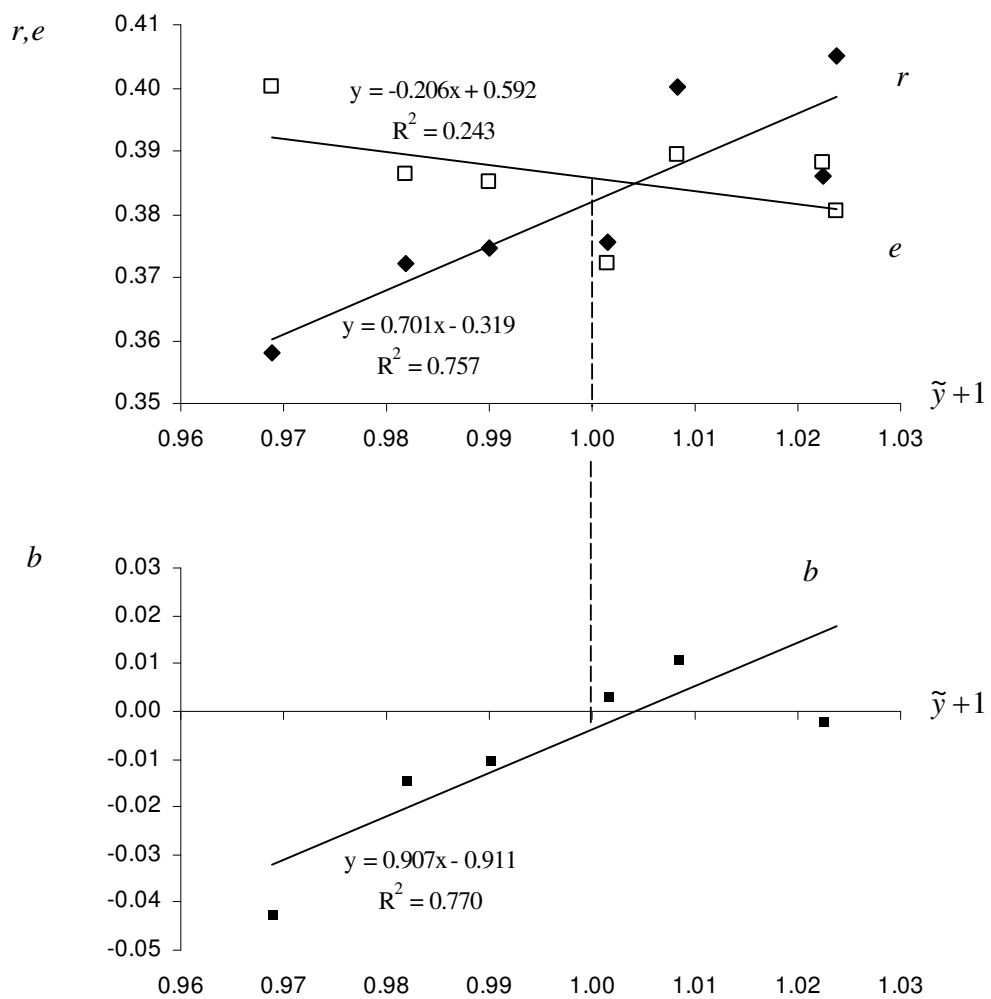 r,e
0.41
0.40
0.39
0.38
0.37
0.36
0.35
y = -0.206x + 0.592
R² = 0.243
r
e
y = 0.701x - 0.319
R² = 0.757
ỹ +1
0.96 0.97 0.98 0.99 1.00 1.01 1.02 1.03
b
0.03
0.02
0.01
0.00
-0.01
-0.02
-0.03
-0.04
-0.05
b
ỹ +1
y = 0.907x - 0.911
R² = 0.770
0.96 0.97 0.98 0.99 1.00 1.01 1.02 1.03